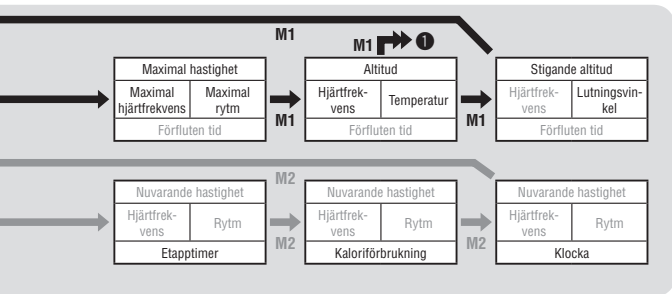 M1
M1 ➊
Maximal hastighet
Maximal hjärtfrekvens
Maximal rytm
Förfluten tid
M1
Altitud
Hjärtfrek-
vens
Temperatur
Förfluten tid
M1
Stigande altitud
Hjärtfrek-
vens
Lutningsvin-
kel
Förfluten tid
M2
Nuvarande hastighet
Hjärtfrek-
vens
Rytm
Etapptimer
M2
Nuvarande hastighet
Hjärtfrek-
vens
Rytm
Kaloriförbrukning
M2
Nuvarande hastighet
Hjärtfrek-
vens
Rytm
Klocka